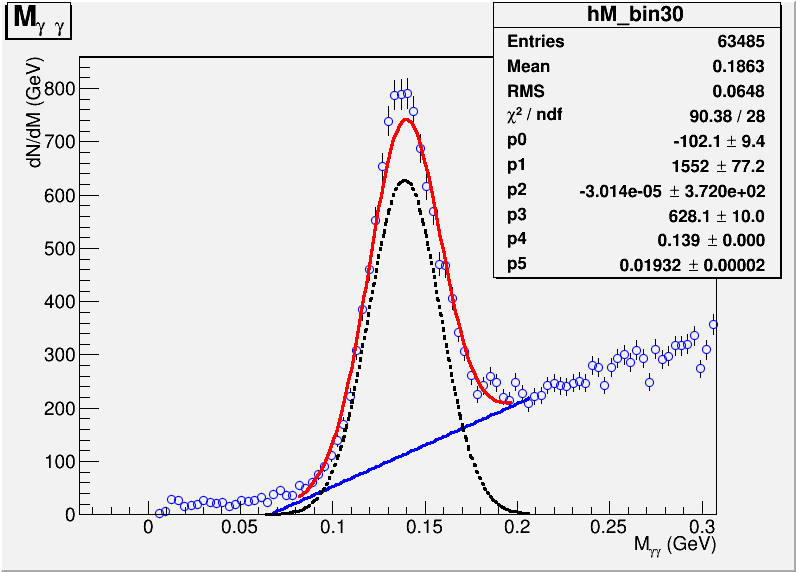 M γ γ
hM_bin30
Entries 63485
Mean 0.1863
RMS 0.0648
χ² / ndf 90.38 / 28
p0 -102.1 ± 9.4
p1 1552 ± 77.2
p2 -3.014e-05 ± 3.720e+02
p3 628.1 ± 10.0
p4 0.139 ± 0.000
p5 0.01932 ± 0.00002
dN/dM (GeV)
800
700
600
500
400
300
200
100
0
0 0.05 0.1 0.15 0.2 0.25 0.3
Mγγ (GeV)